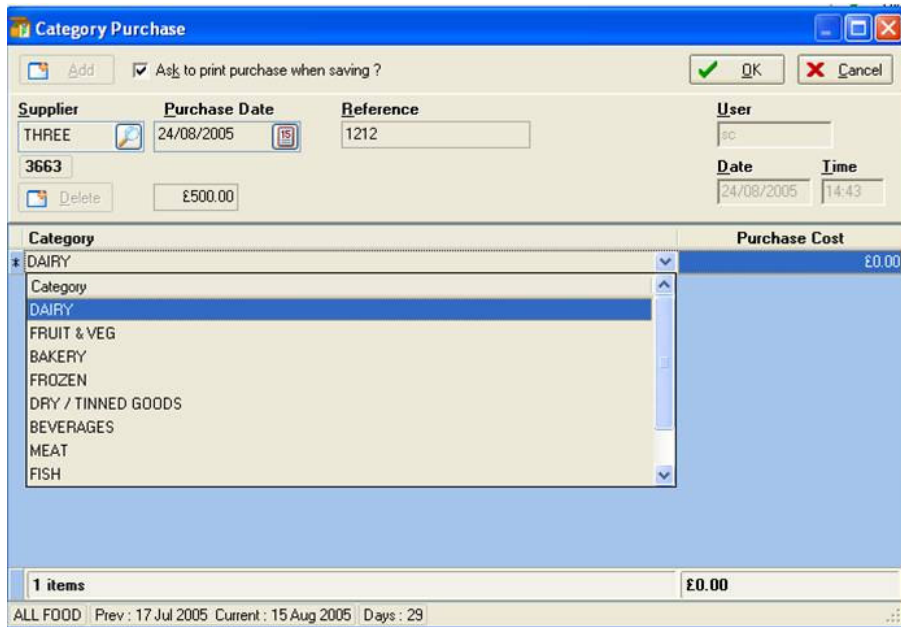 Category Purchase
Add
Ask to print purchase when saving ?
OK
Cancel
Supplier
Purchase Date
Reference
User
THREE
24/08/2005
15
1212
sc
3663
Date
Time
Delete
£500.00
24/08/2005
14:43
Category
Purchase Cost
DAIRY
£0.00
Category
DAIRY
FRUIT & VEG
BAKERY
FROZEN
DRY / TINNED GOODS
BEVERAGES
MEAT
FISH
1 items
£0.00
ALL FOOD Prev : 17 Jul 2005 Current : 15 Aug 2005 Days : 29